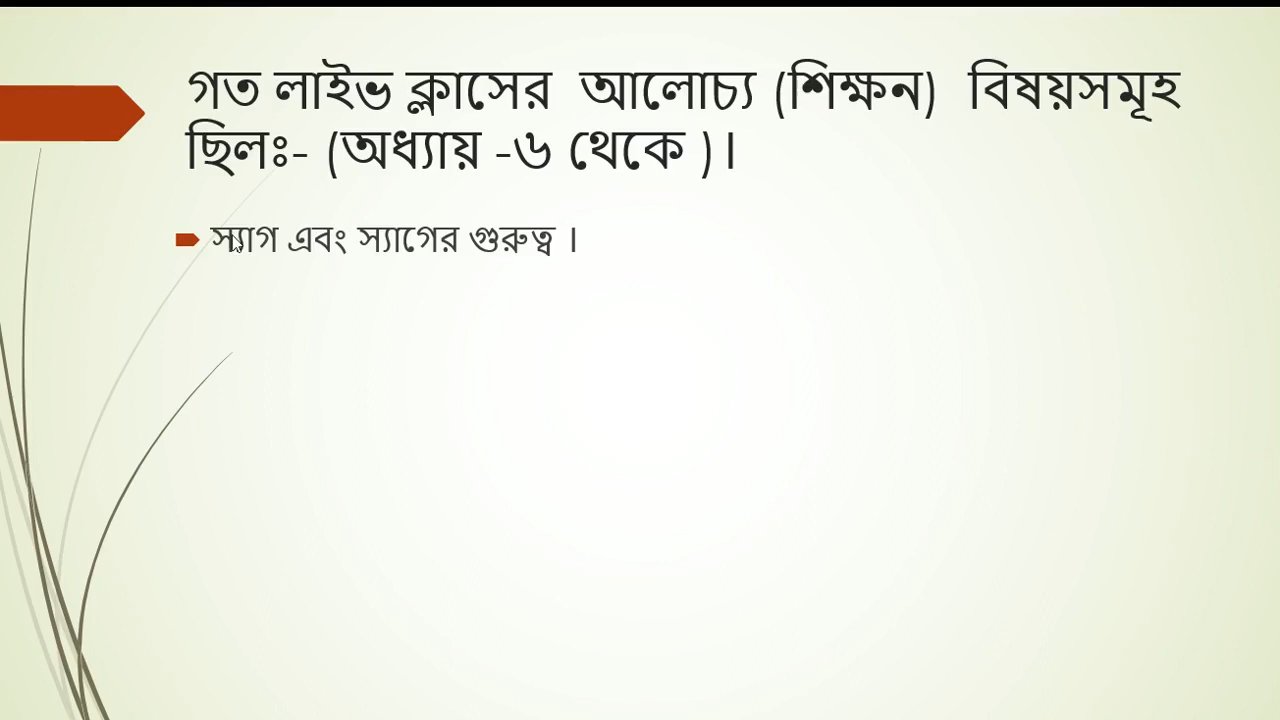 গত লাইভ ক্লাসের আলোচ্য (শিক্ষন) বিষয়সমূহ
ছিলঃ- (অধ্যায় -৬ থেকে )।
স্যাগ এবং স্যাগের গুরুত্ব ।